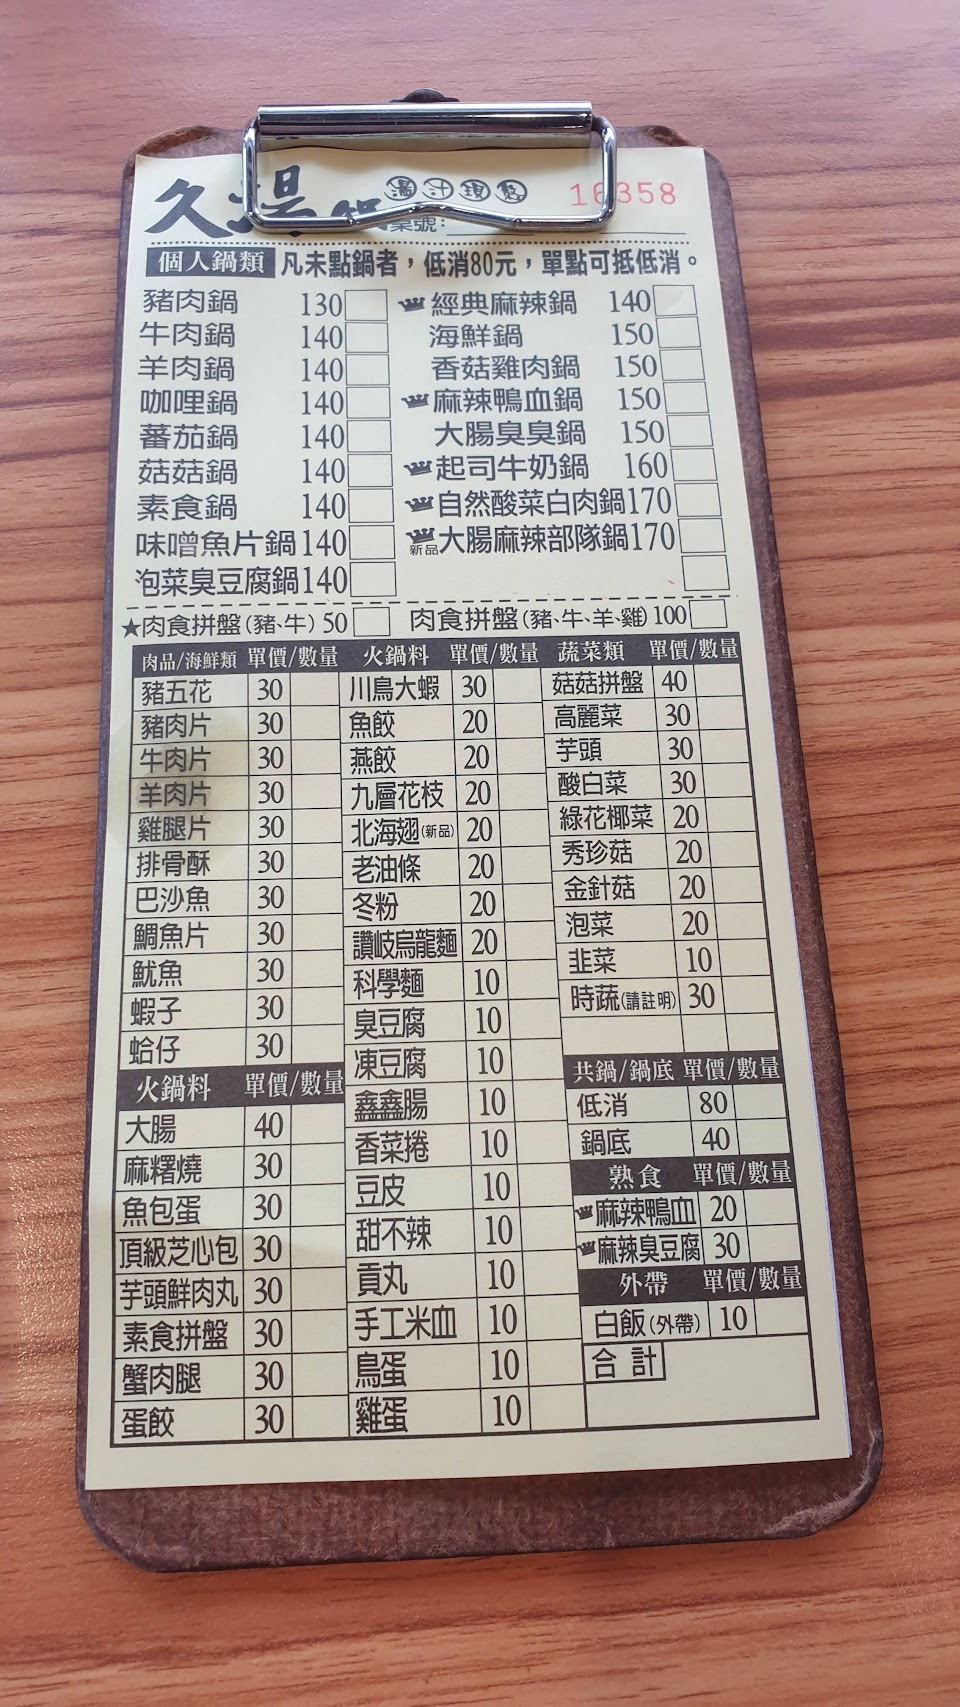 久湯
湯汁現熬
16358
桌號:
個人鍋類 凡未點鍋者，低消80元，單點可抵低消。
豬肉鍋 130 經典麻辣鍋 140
牛肉鍋 140 海鮮鍋 150
羊肉鍋 140 香菇雞肉鍋 150
咖哩鍋 140 麻辣鴨血鍋 150
蕃茄鍋 140 大腸臭臭鍋 150
菇菇鍋 140 起司牛奶鍋 160
素食鍋 140 自然酸菜白肉鍋 170
味噌魚片鍋 140 新品 大腸麻辣部隊鍋 170
泡菜臭豆腐鍋 140
★肉食拼盤(豬、牛) 50 肉食拼盤(豬、牛、羊、雞) 100
肉品/海鮮類 單價/數量
豬五花 30
豬肉片 30
牛肉片 30
羊肉片 30
雞腿片 30
排骨酥 30
巴沙魚 30
鯛魚片 30
魷魚 30
蝦子 30
蛤仔 30
火鍋料 單價/數量
大腸 40
麻糬燒 30
魚包蛋 30
頂級芝心包 30
芋頭鮮肉丸 30
素食拼盤 30
蟹肉腿 30
蛋餃 30
火鍋料 單價/數量
川鳥大蝦 30
魚餃 20
燕餃 20
九層花枝 20
北海翅(新品) 20
老油條 20
冬粉 20
讚岐烏龍麵 20
科學麵 10
臭豆腐 10
凍豆腐 10
鑫鑫腸 10
香菜捲 10
豆皮 10
甜不辣 10
貢丸 10
手工米血 10
鳥蛋 10
雞蛋 10
蔬菜類 單價/數量
菇菇拼盤 40
高麗菜 30
芋頭 30
酸白菜 30
綠花椰菜 20
秀珍菇 20
金針菇 20
泡菜 20
韭菜 10
時蔬(請註明) 30
共鍋/鍋底 單價/數量
低消 80
鍋底 40
熟食 單價/數量
麻辣鴨血 20
麻辣臭豆腐 30
外帶 單價/數量
白飯(外帶) 10
合計